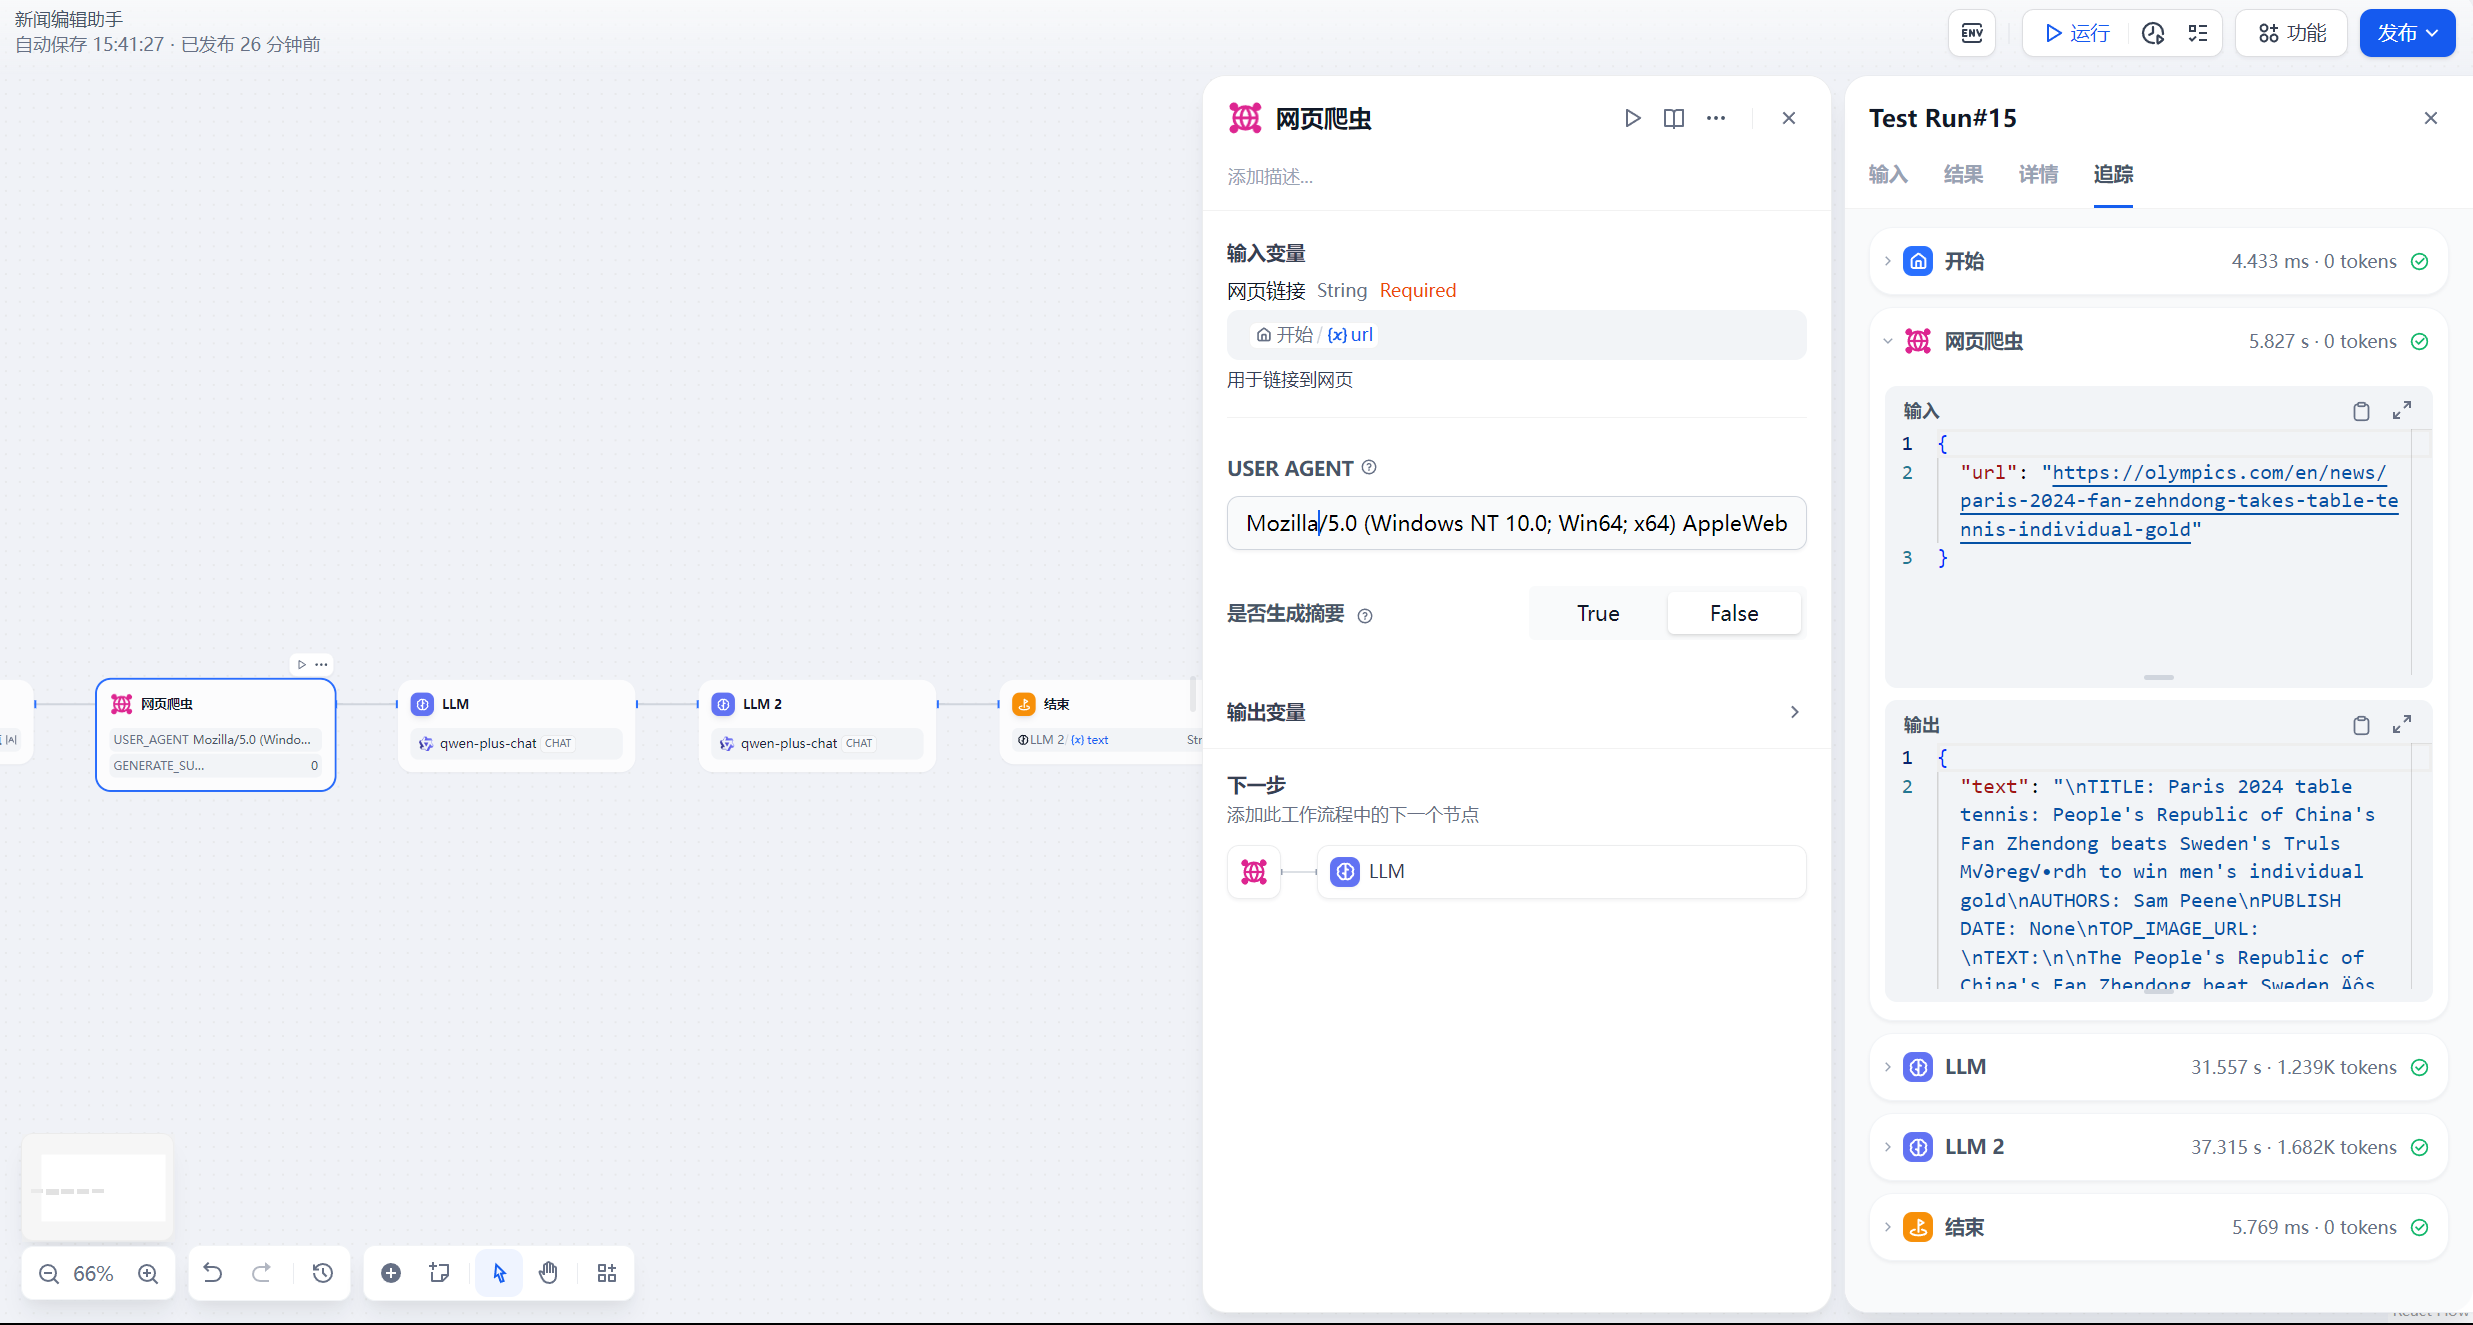 新闻编辑助手
自动保存 15:41:27 · 已发布 26 分钟前
ENV
运行
功能
发布
网页爬虫
USER_AGENT Mozilla/5.0 (Windo...
GENERATE_SU... 0
LLM
qwen-plus-chat CHAT
LLM 2
qwen-plus-chat CHAT
结束
LLM 2/{x} text Str
66%
网页爬虫
添加描述...
输入变量
网页链接 String Required
开始 / {x} url
用于链接到网页
USER AGENT
Mozilla/5.0 (Windows NT 10.0; Win64; x64) AppleWeb
是否生成摘要 True False
输出变量
下一步
添加此工作流程中的下一个节点
LLM
Test Run#15
输入 结果 详情 追踪
开始 4.433 ms · 0 tokens
网页爬虫 5.827 s · 0 tokens
输入
1 {
2 "url": "https://olympics.com/en/news/
paris-2024-fan-zehndong-takes-table-te
nnis-individual-gold"
3 }
输出
1 {
2 "text": "\nTITLE: Paris 2024 table
tennis: People's Republic of China's
Fan Zhendong beats Sweden's Truls
M√∂reg√•rdh to win men's individual
gold\nAUTHORS: Sam Peene\nPUBLISH
DATE: None\nTOP_IMAGE_URL:
\nTEXT:\n\nThe People's Republic of
China's Fan Zhendong beat Sweden‚Äôs
LLM 31.557 s · 1.239K tokens
LLM 2 37.315 s · 1.682K tokens
结束 5.769 ms · 0 tokens
React Flow